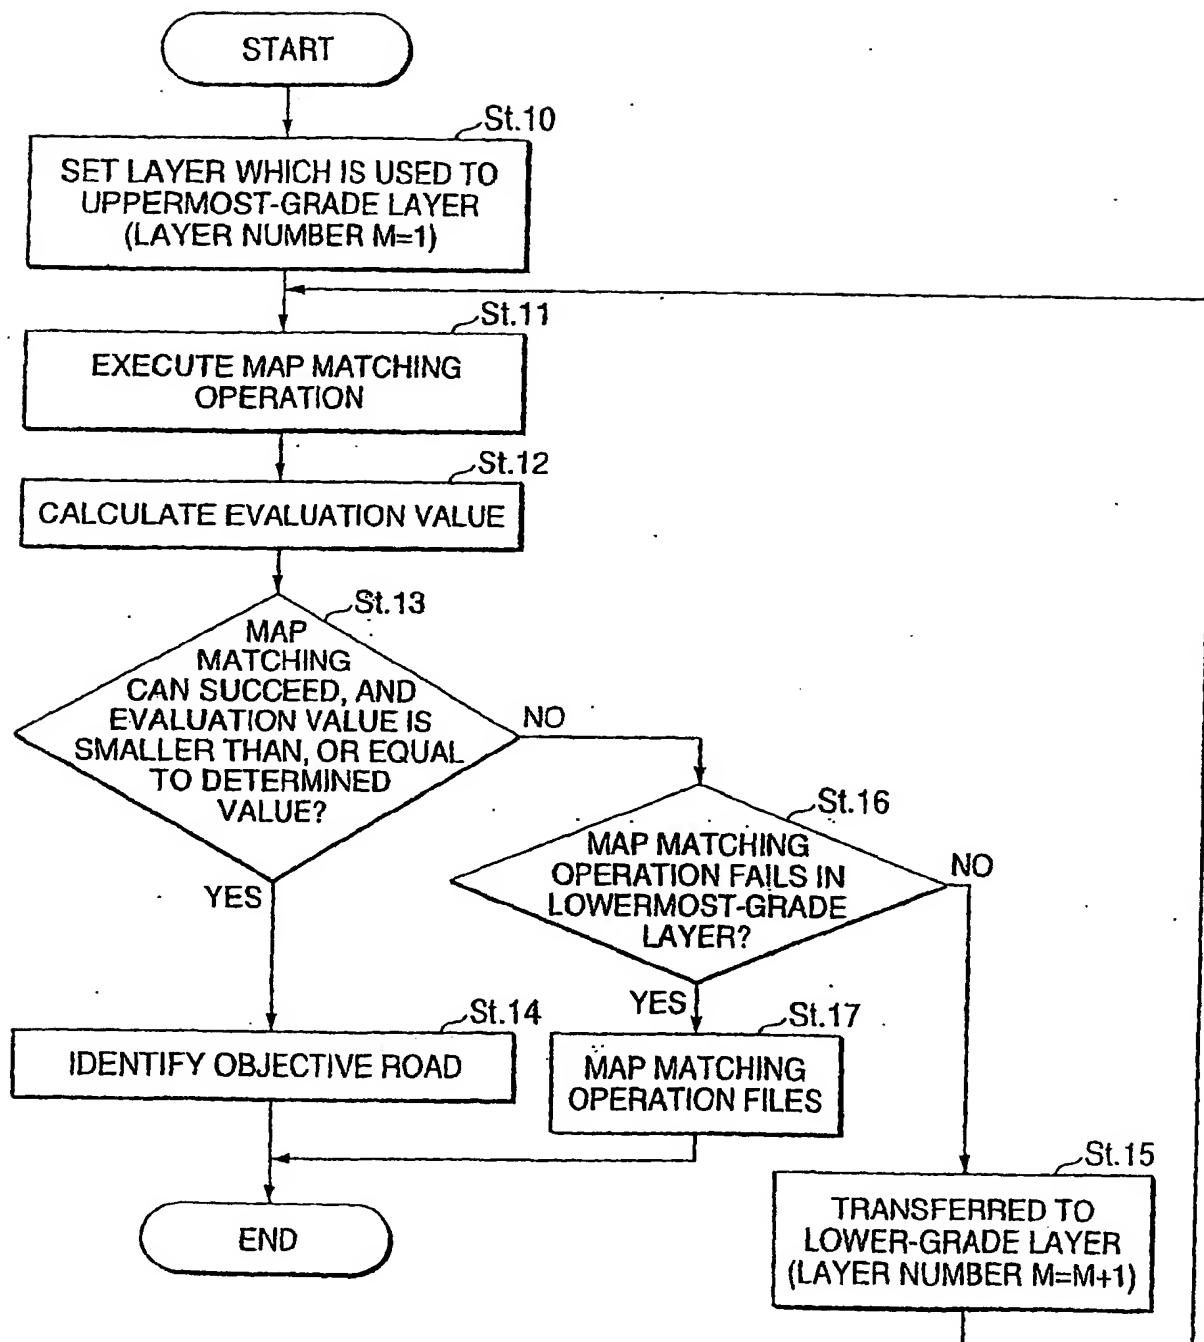 START
St.10
SET LAYER WHICH IS USED TO
UPPERMOST-GRADE LAYER
(LAYER NUMBER M=1)
St.11
EXECUTE MAP MATCHING
OPERATION
St.12
CALCULATE EVALUATION VALUE
St.13
MAP
MATCHING
CAN SUCCEED, AND
EVALUATION VALUE IS
SMALLER THAN, OR EQUAL
TO DETERMINED
VALUE?
NO
YES
St.16
MAP MATCHING
OPERATION FAILS IN
LOWERMOST-GRADE
LAYER?
NO
YES
St.14
IDENTIFY OBJECTIVE ROAD
St.17
MAP MATCHING
OPERATION FILES
St.15
TRANSFERRED TO
LOWER-GRADE LAYER
(LAYER NUMBER M=M+1)
END